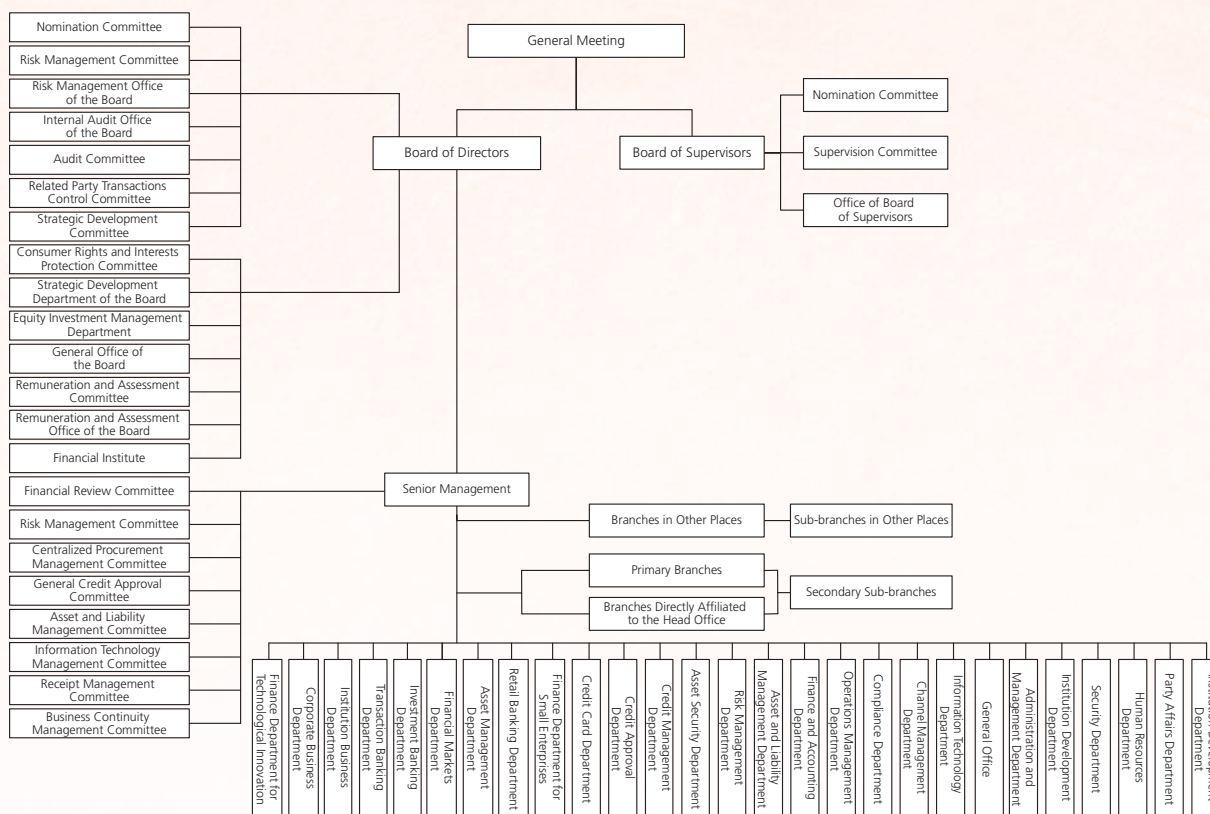 Nomination Committee
Risk Management Committee
Risk Management Office
of the Board
Internal Audit Office
of the Board
Audit Committee
Related Party Transactions
Control Committee
Strategic Development
Committee
Consumer Rights and Interests
Protection Committee
Strategic Development
Department of the Board
Equity Investment Management
Department
General Office of
the Board
Remuneration and Assessment
Committee
Remuneration and Assessment
Office of the Board
Financial Institute
Financial Review Committee
Risk Management Committee
Centralized Procurement
Management Committee
General Credit Approval
Committee
Asset and Liability
Management Committee
Information Technology
Management Committee
Receipt Management
Committee
Business Continuity
Management Committee
General Meeting
Board of Directors
Board of Supervisors
Nomination Committee
Supervision Committee
Office of Board
of Supervisors
Senior Management
Branches in Other Places
Sub-branches in Other Places
Primary Branches
Branches Directly Affiliated
to the Head Office
Secondary Sub-branches
Finance Department for
Technological Innovation
Corporate Business
Department
Institution Business
Department
Transaction Banking
Department
Investment Banking
Department
Financial Markets
Department
Asset Management
Department
Retail Banking Department
Finance Department for
Small Enterprises
Credit Card Department
Credit Approval
Department
Credit Management
Department
Asset Security Department
Risk Management
Department
Asset and Liability
Management Department
Finance and Accounting
Department
Operations Management
Department
Compliance Department
Channel Management
Department
Information Technology
Department
General Office
Administration and
Management Department
Institution Development
Department
Security Department
Human Resources
Department
Party Affairs Department
Department